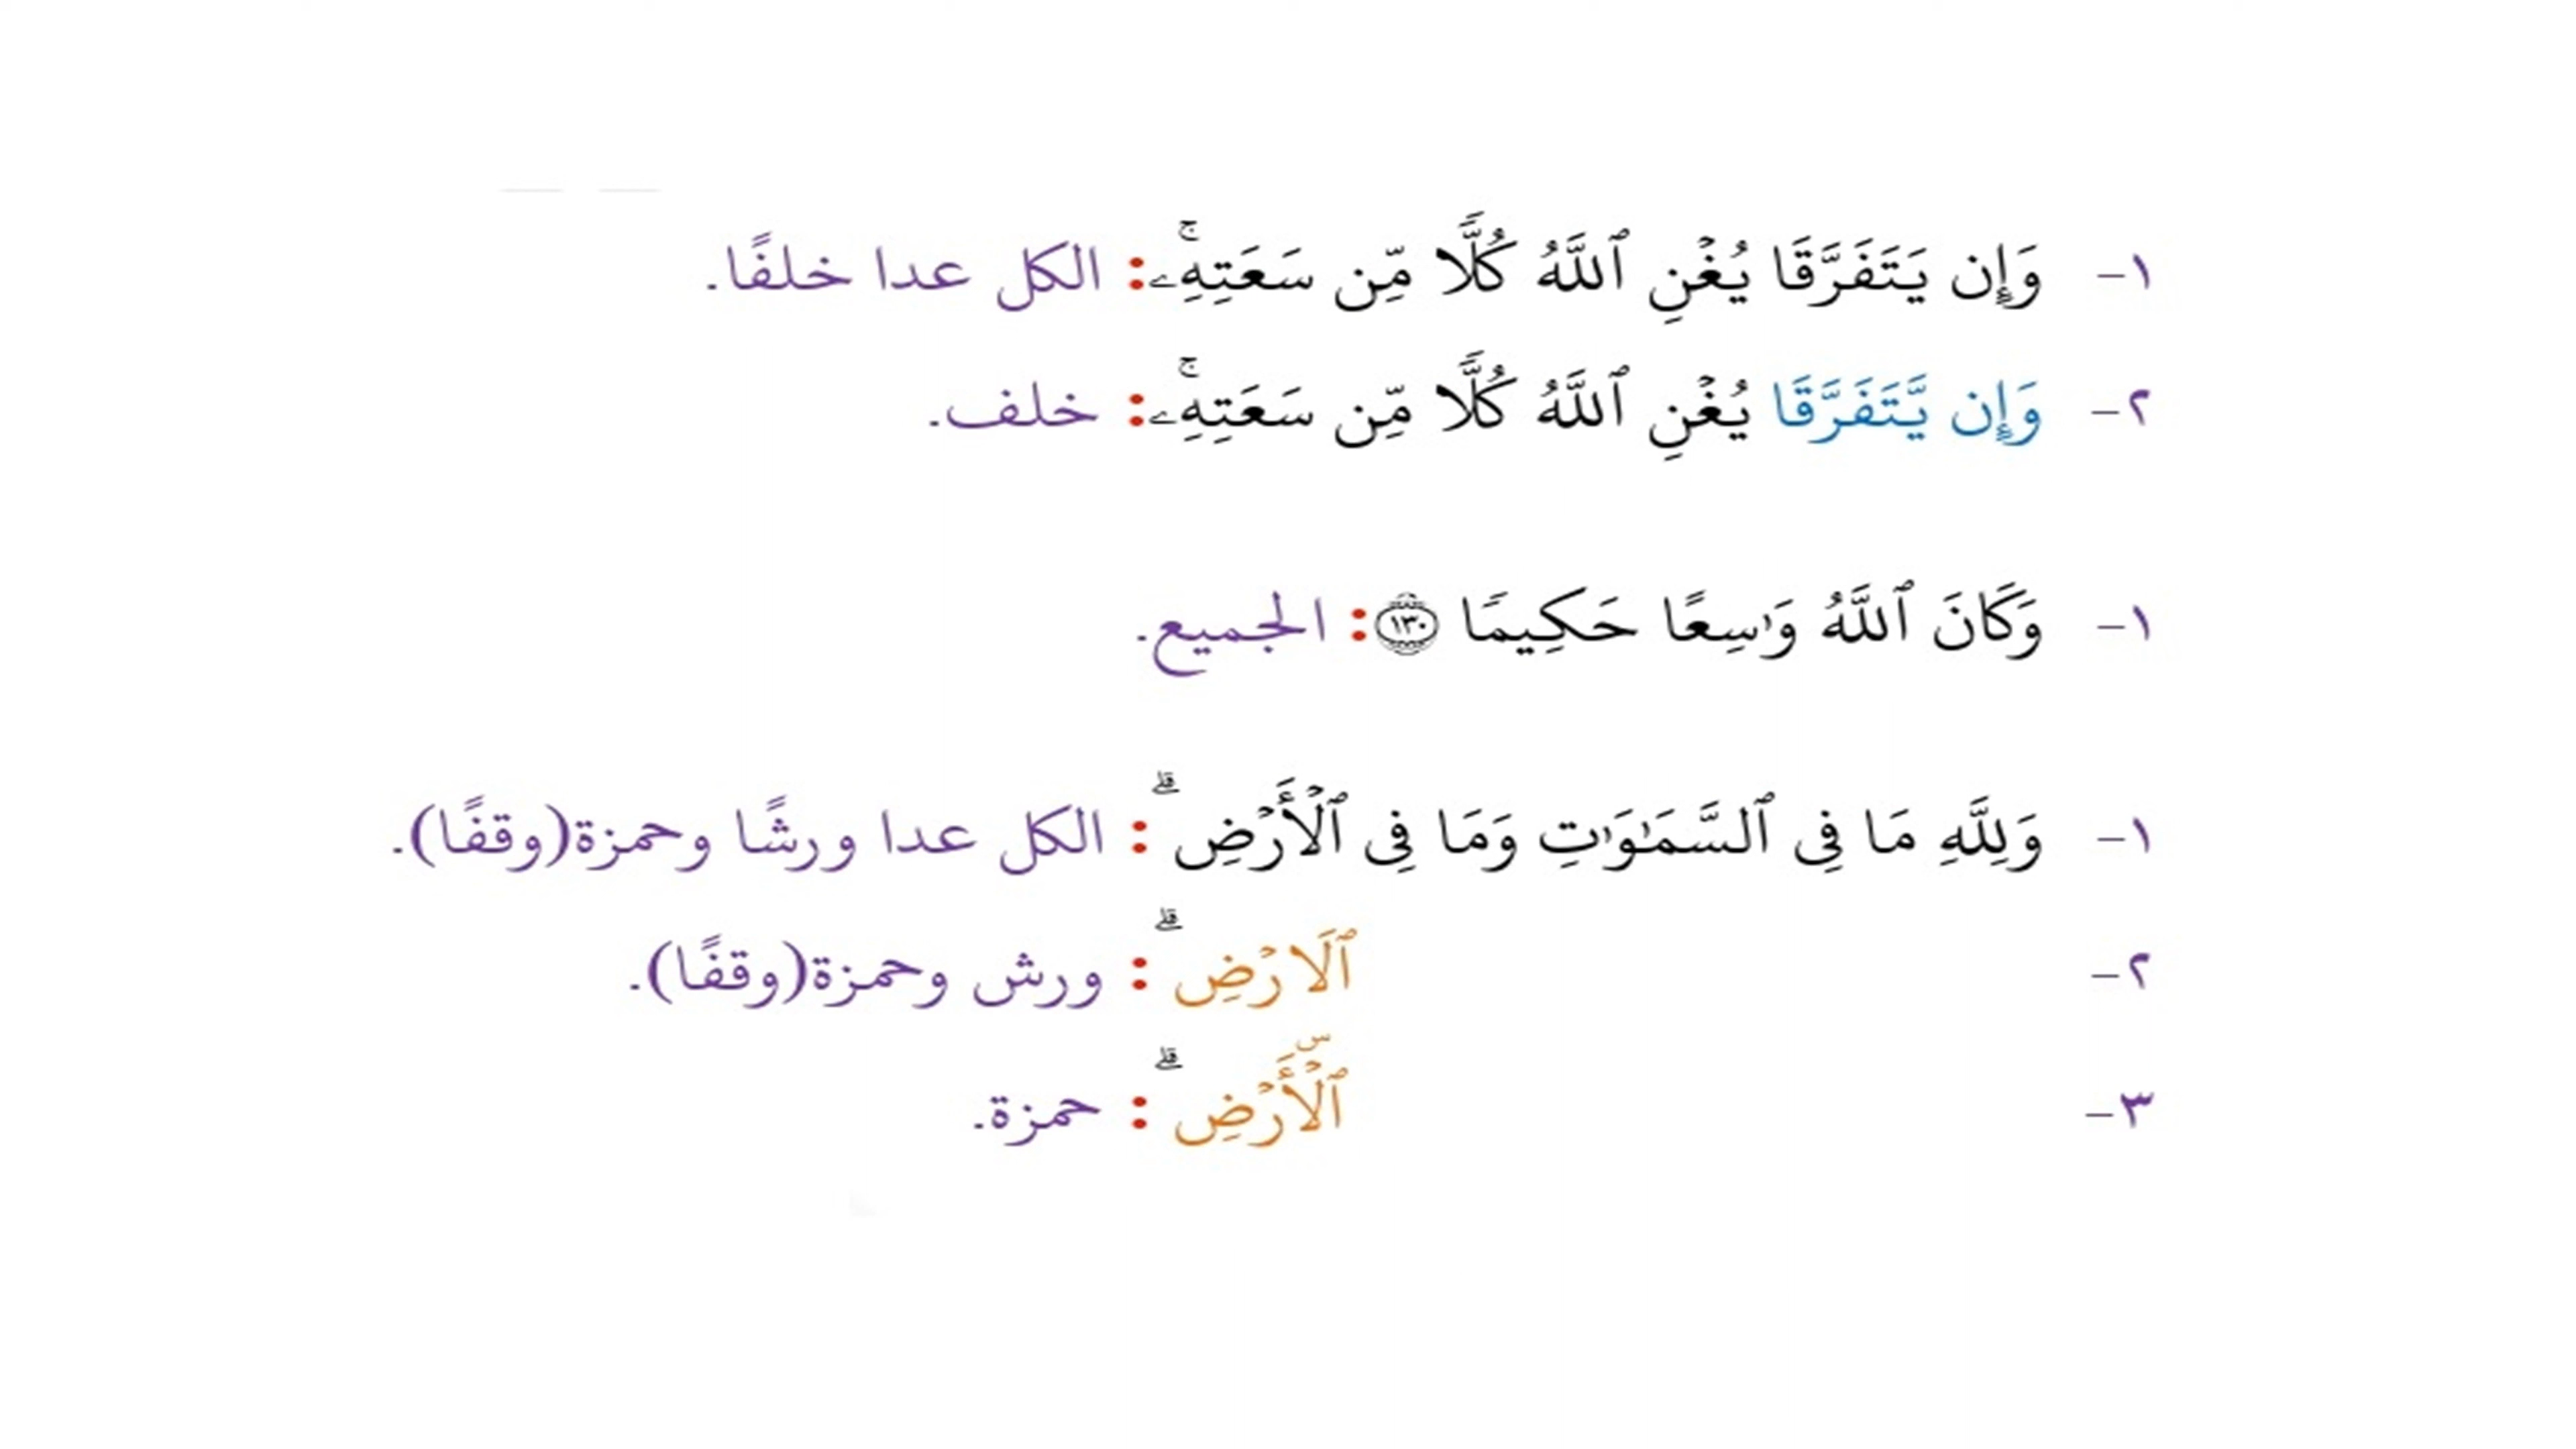 ١- وَإِن يَتَفَرَّقَا يُغۡنِ ٱللَّهُ كُلًّا مِّن سَعَتِهِۦۚ: الكل عدا خلفًا.
٢- وَإِن يَّتَفَرَّقَا يُغۡنِ ٱللَّهُ كُلًّا مِّن سَعَتِهِۦۚ: خلف.
١- وَكَانَ ٱللَّهُ وَٰسِعًا حَكِيمٗا ١٣٠: الجميع.
١- وَلِلَّهِ مَا فِي ٱلسَّمَٰوَٰتِ وَمَا فِي ٱلۡأَرۡضِۗ: الكل عدا ورشًا وحمزة(وقفًا).
٢- ٱلَارۡضِۗ: ورش وحمزة(وقفًا).
٣- ٱلۡۜأَرۡضِۗ: حمزة.